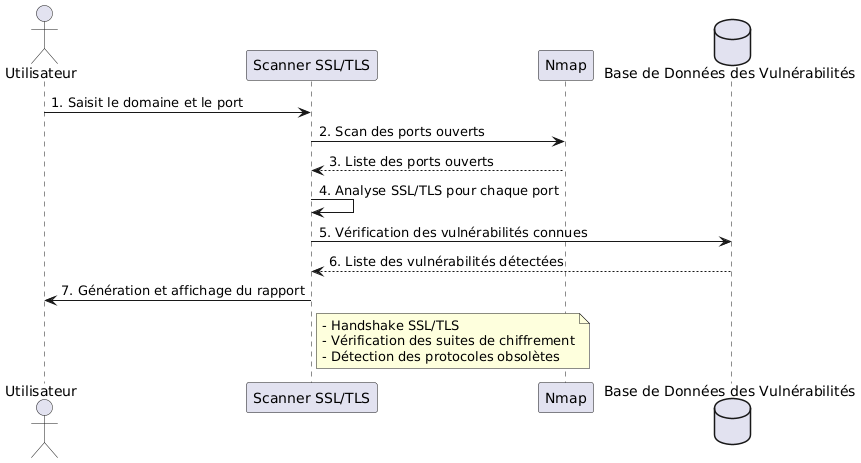 Utilisateur
Scanner SSL/TLS
Nmap
Base de Données des Vulnérabilités
1. Saisit le domaine et le port
2. Scan des ports ouverts
3. Liste des ports ouverts
4. Analyse SSL/TLS pour chaque port
5. Vérification des vulnérabilités connues
6. Liste des vulnérabilités détectées
7. Génération et affichage du rapport
- Handshake SSL/TLS
- Vérification des suites de chiffrement
- Détection des protocoles obsolètes
Utilisateur
Scanner SSL/TLS
Nmap
Base de Données des Vulnérabilités